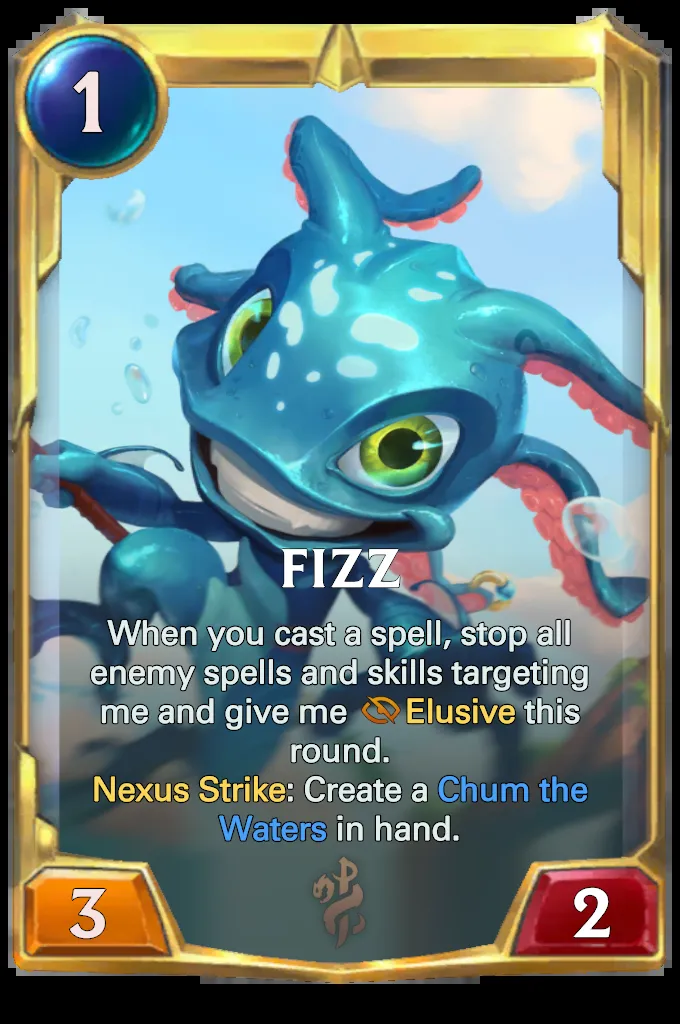 1
FIZZ
When you cast a spell, stop all
enemy spells and skills targeting
me and give me Elusive this
round.
Nexus Strike: Create a Chum the
Waters in hand.
3
2